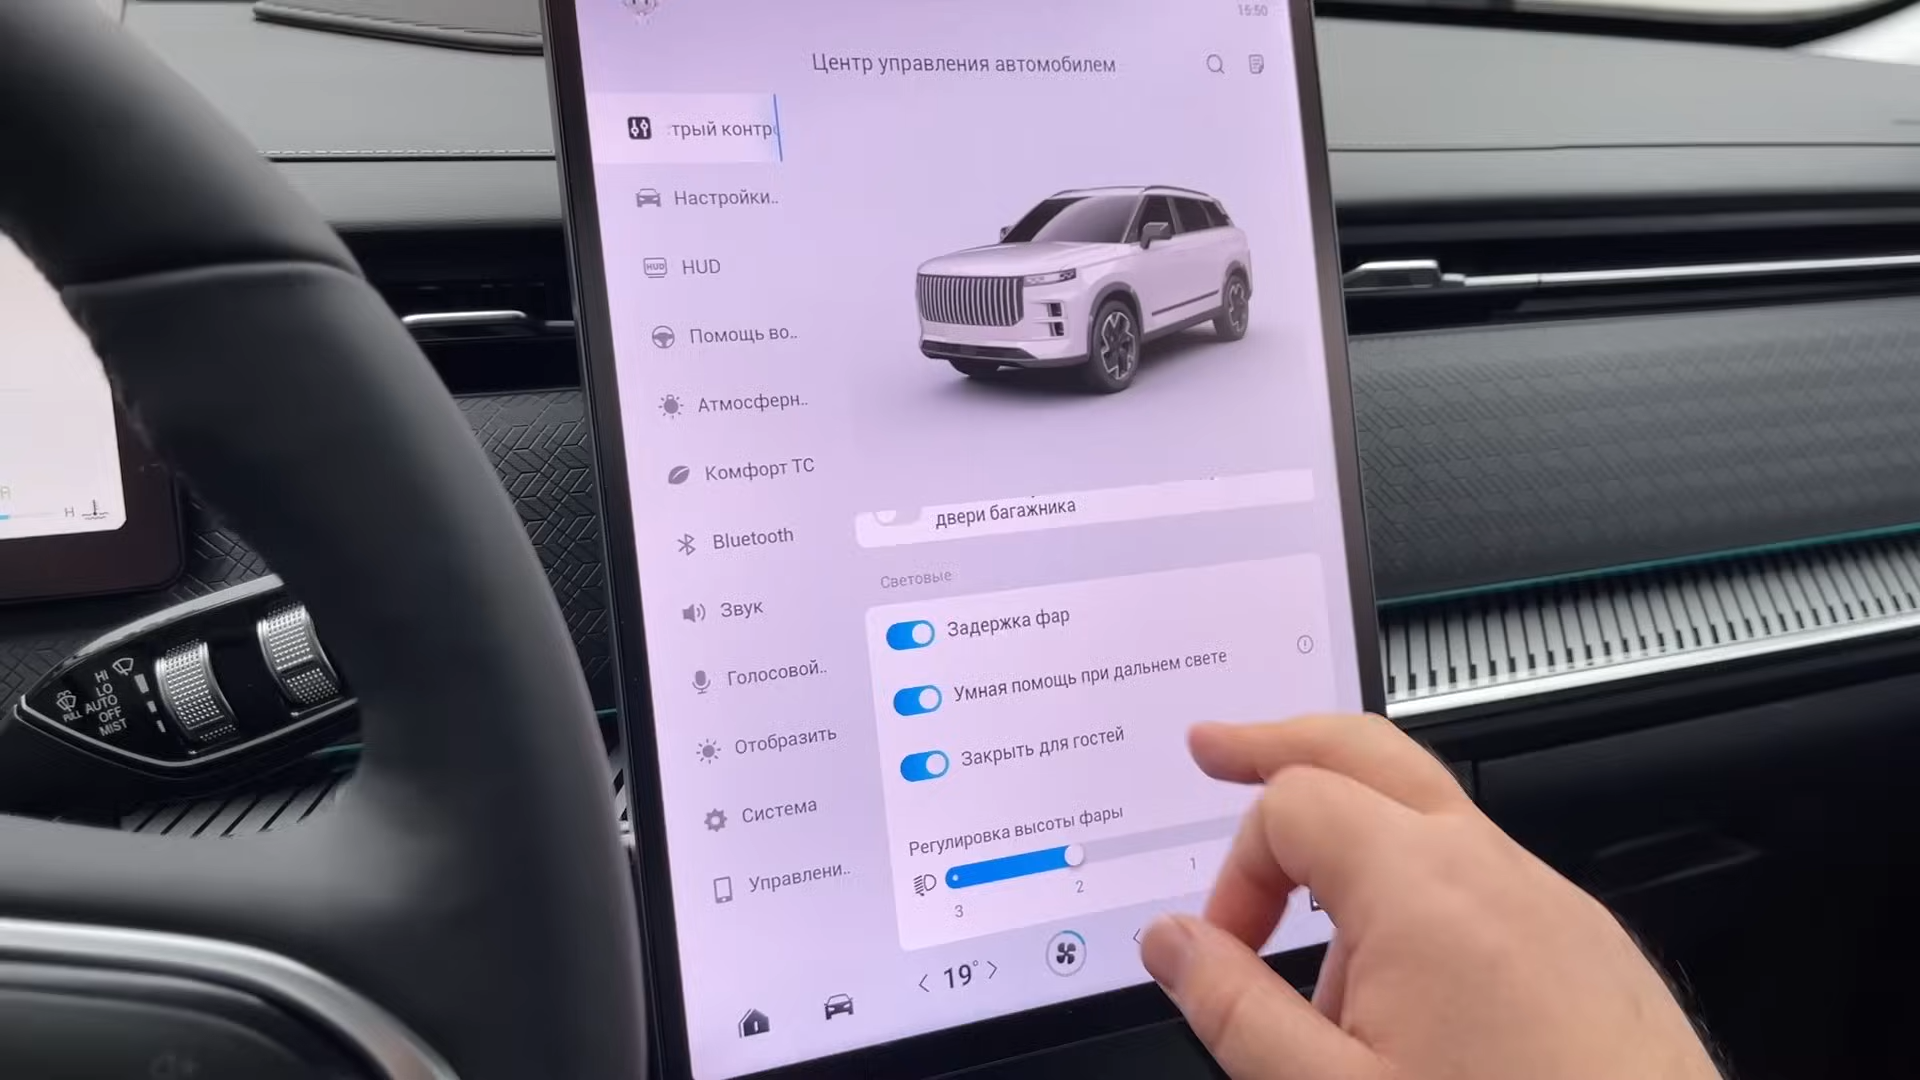 15:50
Центр управления автомобилем
трый контр
Настройки..
HUD
HUD
Помощь во..
Атмосферн..
Комфорт ТС
Bluetooth
Звук
Голосовой..
Отобразить
Система
Управлени..
двери багажника
Световые
Задержка фар
Умная помощь при дальнем свете
Закрыть для гостей
Регулировка высоты фары
3
2
1
19°
H
HI
LO
AUTO
OFF
MIST
PULL